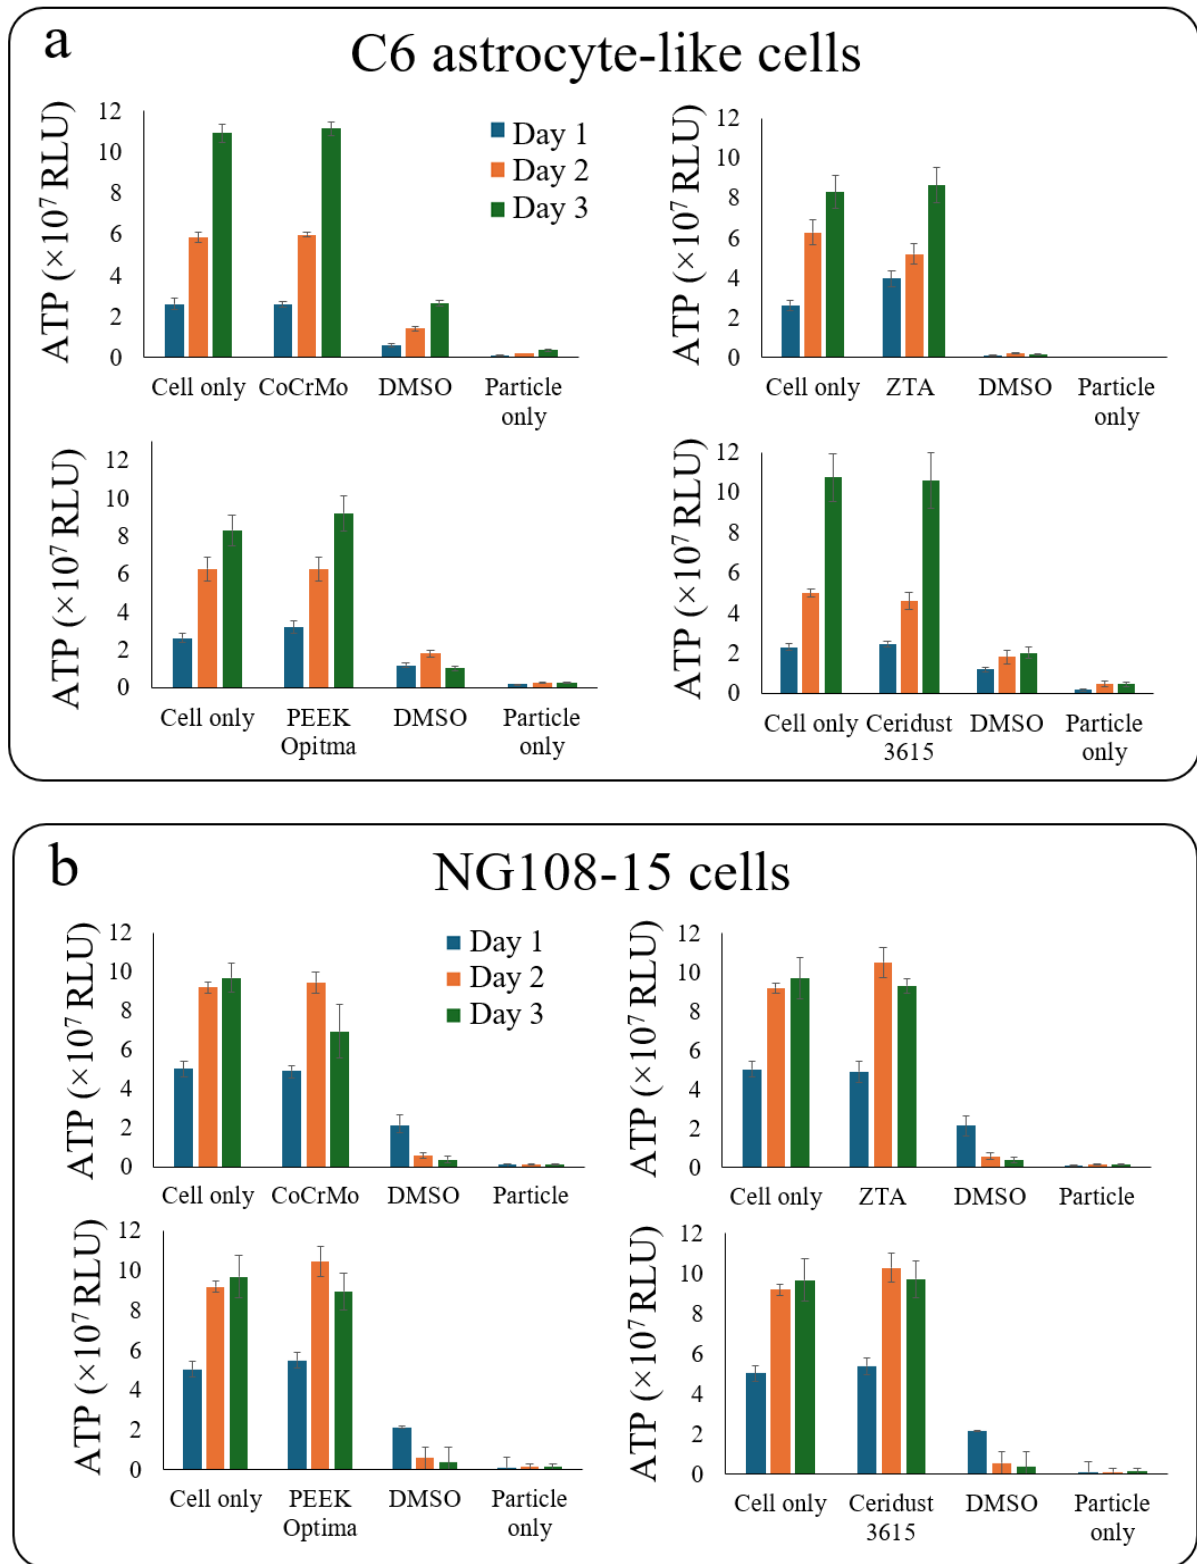 a
C6 astrocyte-like cells
ATP (×10⁷ RLU)
12
10
8
6
4
2
0
Day 1
Day 2
Day 3
Cell only CoCrMo DMSO Particle
only
ATP (×10⁷ RLU)
12
10
8
6
4
2
0
Cell only ZTA DMSO Particle
only
ATP (×10⁷ RLU)
12
10
8
6
4
2
0
Cell only PEEK DMSO Particle
Opitma only
ATP (×10⁷ RLU)
12
10
8
6
4
2
0
Cell only Ceridust DMSO Particle
3615 only
b
NG108-15 cells
ATP (×10⁷ RLU)
12
10
8
6
4
2
0
Day 1
Day 2
Day 3
Cell only CoCrMo DMSO Particle
ATP (×10⁷ RLU)
12
10
8
6
4
2
0
Cell only ZTA DMSO Particle
ATP (×10⁷ RLU)
12
10
8
6
4
2
0
Cell only PEEK DMSO Particle
Optima only
ATP (×10⁷ RLU)
12
10
8
6
4
2
0
Cell only Ceridust DMSO Particle
3615 only